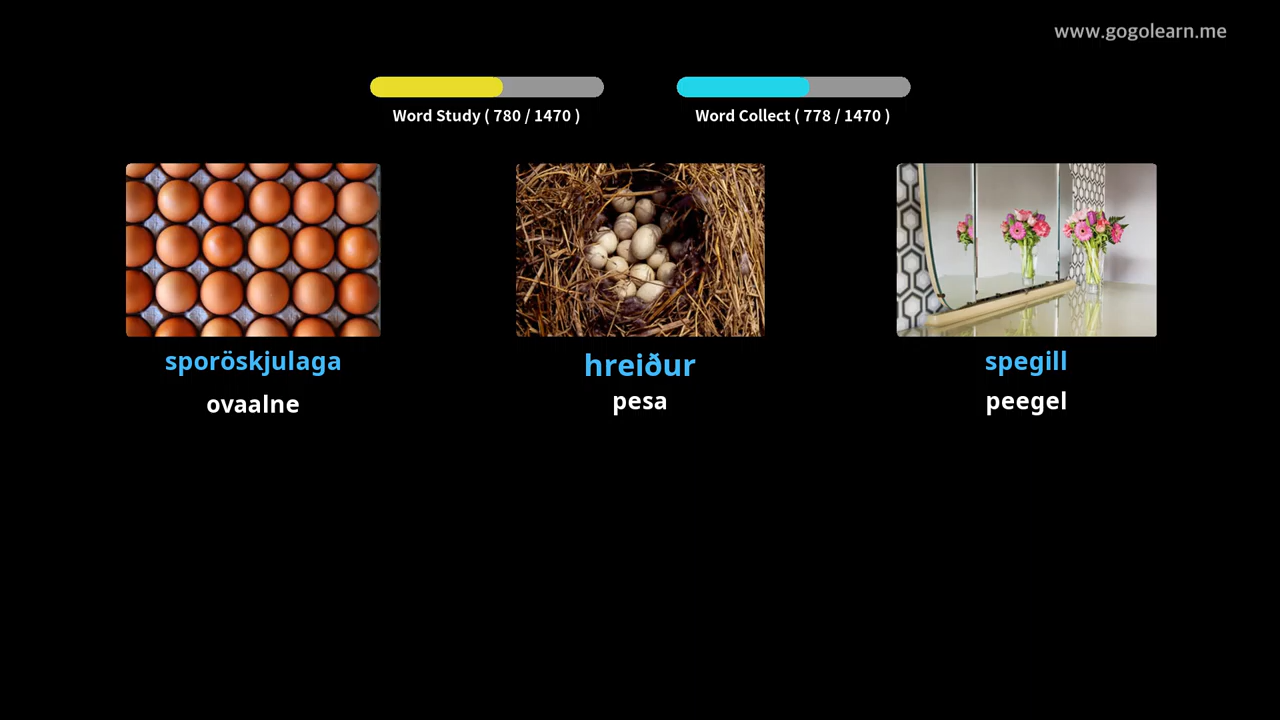 www.gogolearn.me
Word Study ( 780 / 1470 )
Word Collect ( 778 / 1470 )
sporöskjulaga
hreiður
spegill
ovaalne
pesa
peegel